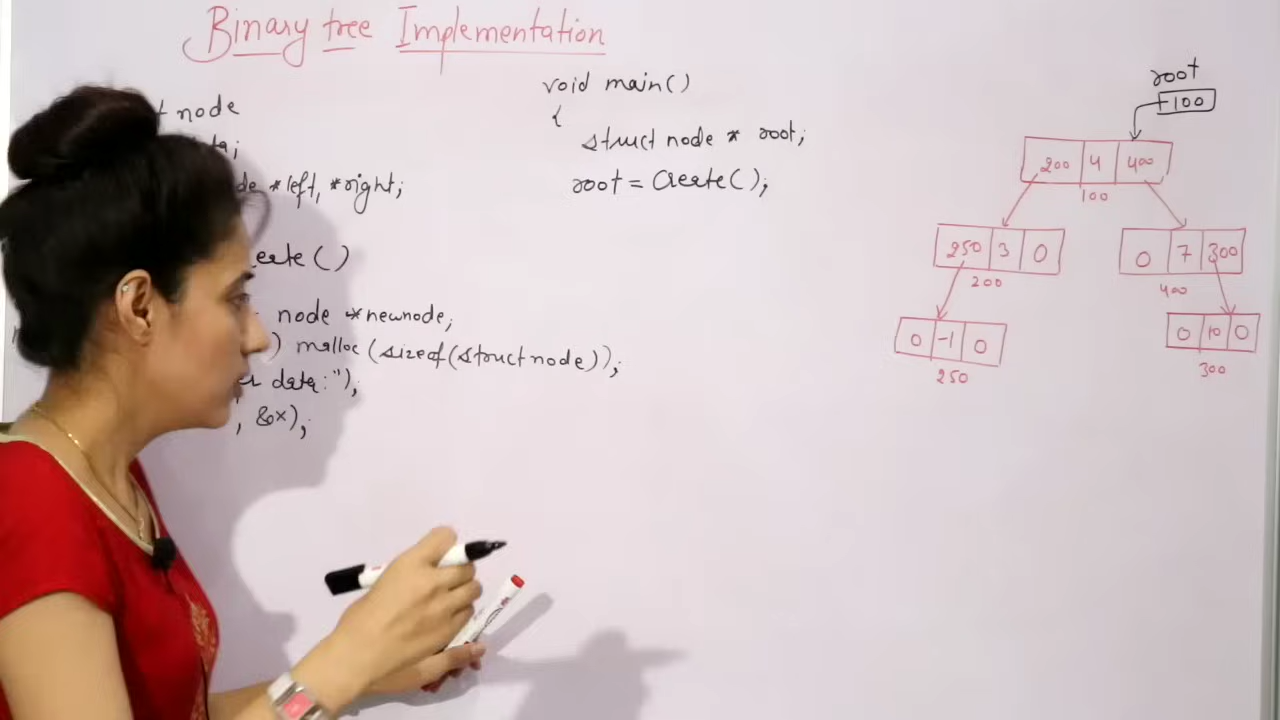 Binary tree Implementation
node
*left, *right;
eate()
node *newnode;
) malloc(sizeof(struct node));
data:");
, &x);
void main()
{
struct node * root;
root = Create();
root
100
200 4 400
100
250 3 0
200
0 7 300
400
0 -1 0
250
0 10 0
300